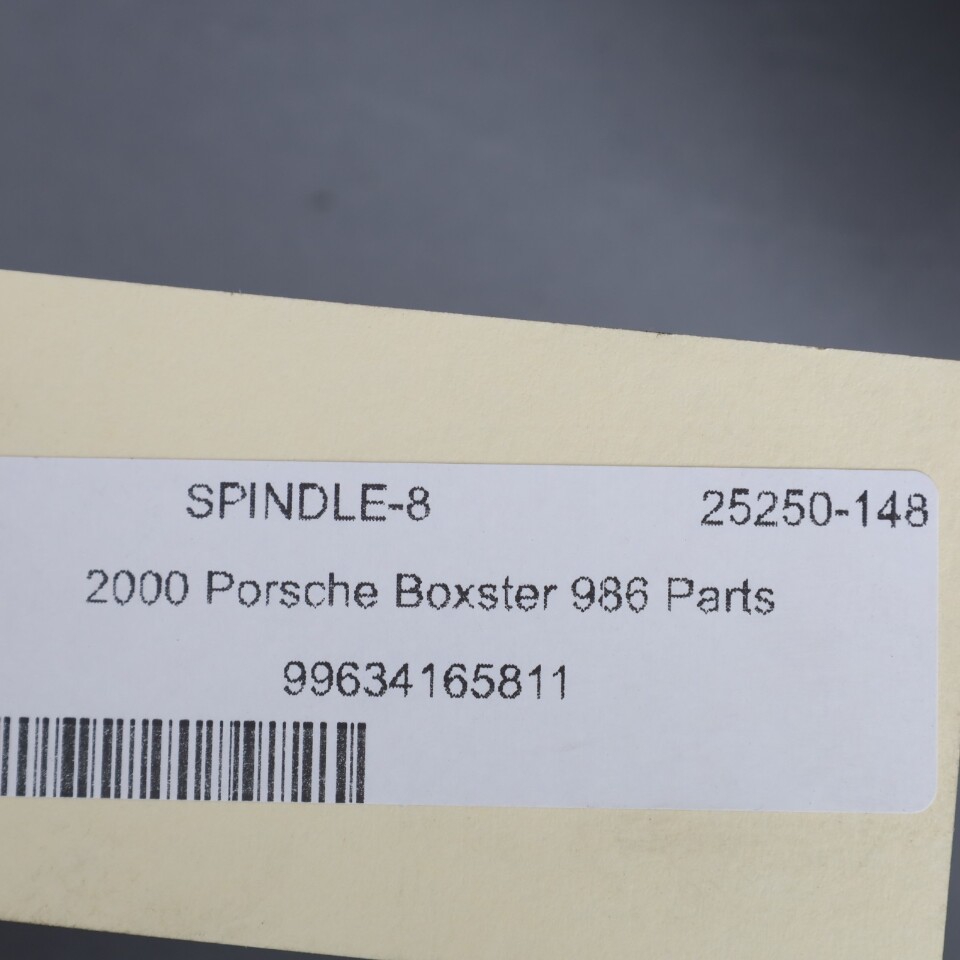 SPINDLE-8 25250-148
2000 Porsche Boxster 986 Parts
99634165811